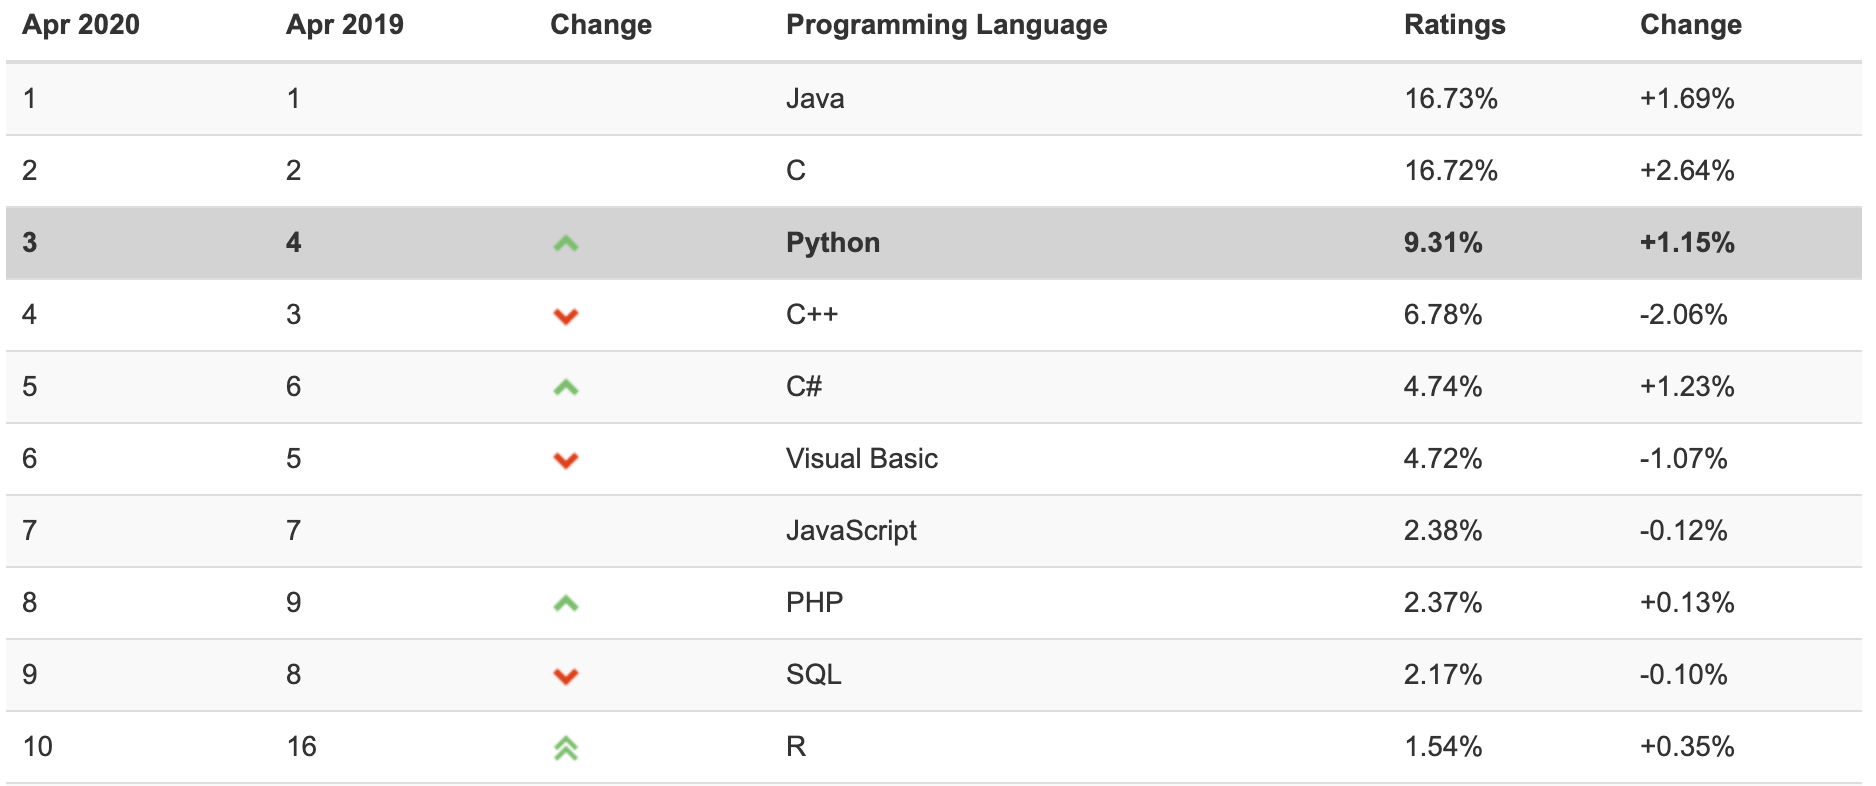 Apr 2020 Apr 2019 Change Programming Language Ratings Change
1 1 Java 16.73% +1.69%
2 2 C 16.72% +2.64%
3 4 Python 9.31% +1.15%
4 3 C++ 6.78% -2.06%
5 6 C# 4.74% +1.23%
6 5 Visual Basic 4.72% -1.07%
7 7 JavaScript 2.38% -0.12%
8 9 PHP 2.37% +0.13%
9 8 SQL 2.17% -0.10%
10 16 R 1.54% +0.35%